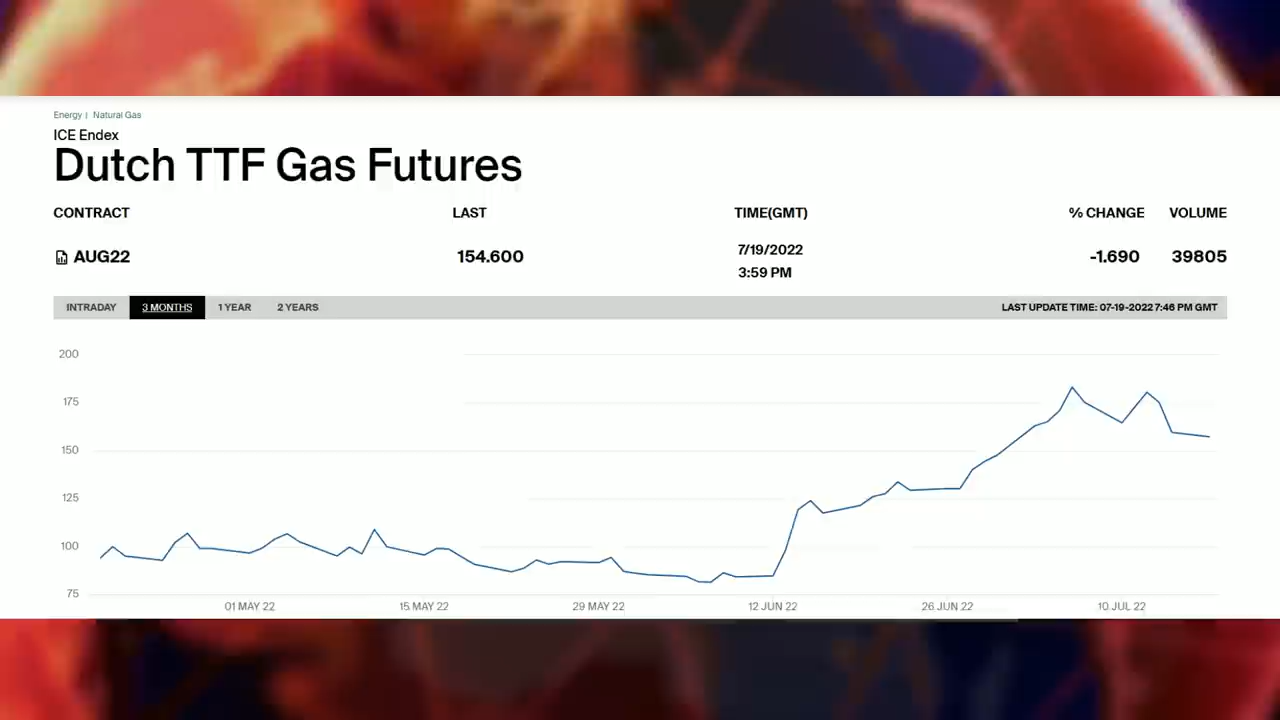 Energy | Natural Gas
ICE Endex
Dutch TTF Gas Futures
CONTRACT LAST TIME(GMT) % CHANGE VOLUME
AUG22 154.600 7/19/2022 3:59 PM -1.690 39805
INTRADAY 3 MONTHS 1 YEAR 2 YEARS LAST UPDATE TIME: 07-19-2022 7:46 PM GMT
200
175
150
125
100
75
01 MAY 22 15 MAY 22 29 MAY 22 12 JUN 22 26 JUN 22 10 JUL 22